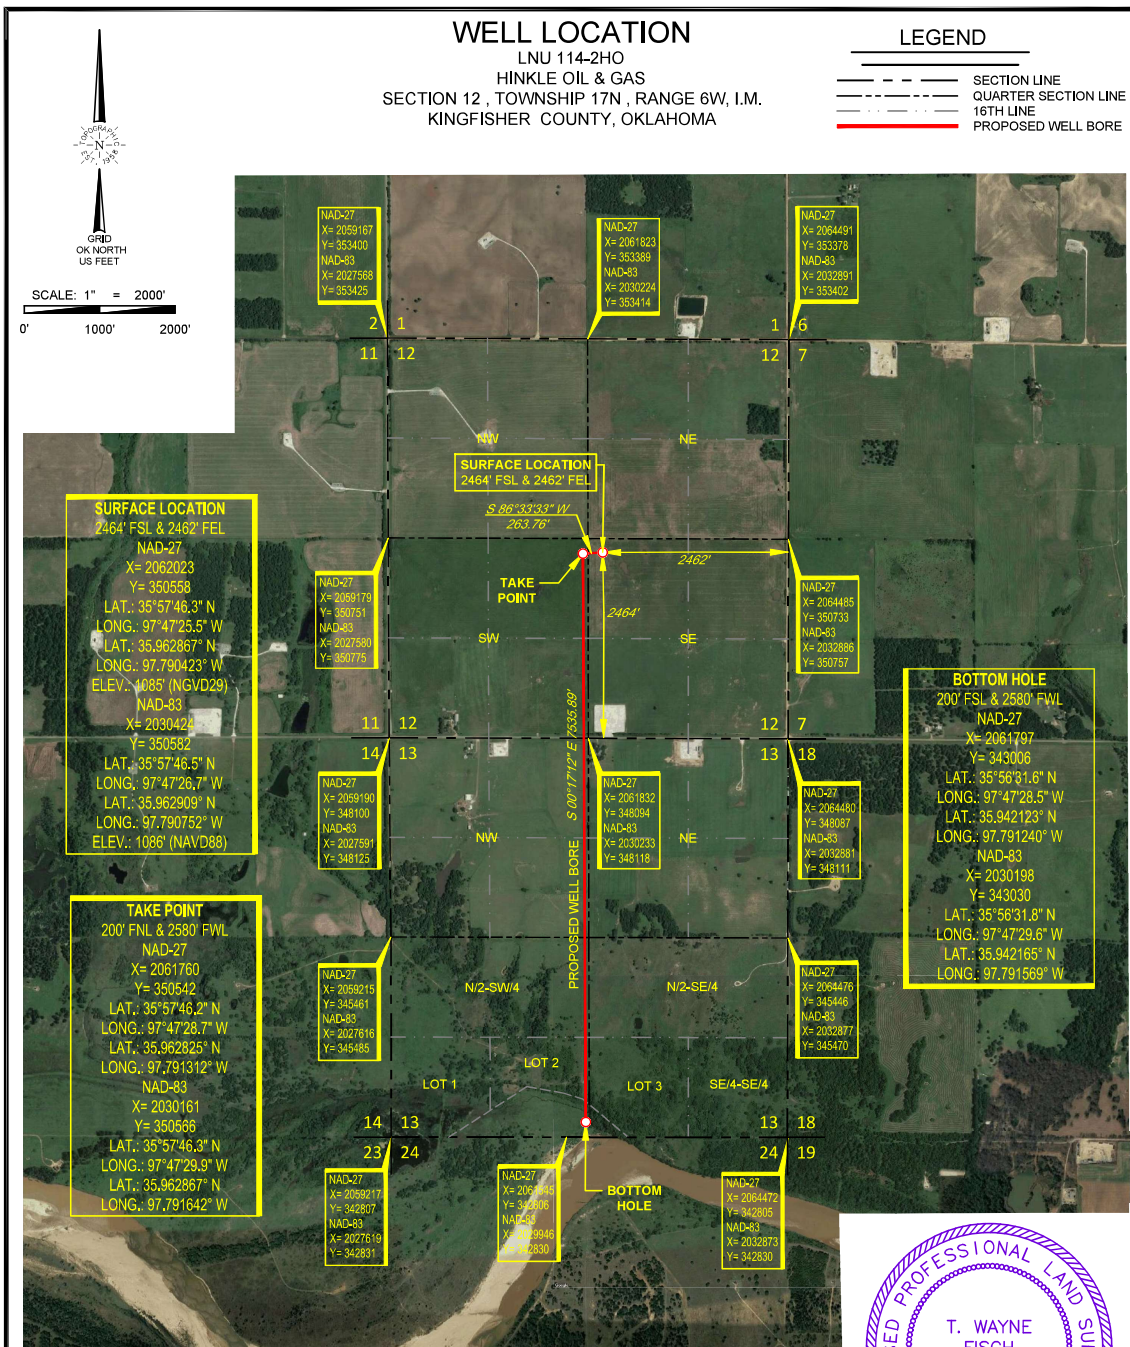 WELL LOCATION
LNU 114-2HO
HINKLE OIL & GAS
SECTION 12 , TOWNSHIP 17N , RANGE 6W, I.M.
KINGFISHER COUNTY, OKLAHOMA
LEGEND
SECTION LINE
QUARTER SECTION LINE
16TH LINE
PROPOSED WELL BORE
TOPOGRAPHIC
N
EST. 1958
GRID
OK NORTH
US FEET
SCALE: 1" = 2000'
0' 1000' 2000'
NAD-27
X= 2059167
Y= 353400
NAD-83
X= 2027568
Y= 353425
NAD-27
X= 2061823
Y= 353389
NAD-83
X= 2030224
Y= 353414
NAD-27
X= 2064491
Y= 353378
NAD-83
X= 2032891
Y= 353402
2 1
11 12
1 6
12 7
NW
NE
SURFACE LOCATION
2464' FSL & 2462' FEL
S 86°33'33" W
263.76'
TAKE
POINT
2462'
2464'
SW
SE
SURFACE LOCATION
2464' FSL & 2462' FEL
NAD-27
X= 2062023
Y= 350558
LAT.: 35°57'46.3" N
LONG.: 97°47'25.5" W
LAT.: 35.962867° N
LONG.: 97.790423° W
ELEV.: 1085' (NGVD29)
NAD-83
X= 2030424
Y= 350582
LAT.: 35°57'46.5" N
LONG.: 97°47'26.7" W
LAT.: 35.962909° N
LONG.: 97.790752° W
ELEV.: 1086' (NAVD88)
NAD-27
X= 2059179
Y= 350751
NAD-83
X= 2027580
Y= 350775
NAD-27
X= 2064485
Y= 350733
NAD-83
X= 2032886
Y= 350757
BOTTOM HOLE
200' FSL & 2580' FWL
NAD-27
X= 2061797
Y= 343006
LAT.: 35°56'31.6" N
LONG.: 97°47'28.5" W
LAT.: 35.942123° N
LONG.: 97.791240° W
NAD-83
X= 2030198
Y= 343030
LAT.: 35°56'31.8" N
LONG.: 97°47'29.6" W
LAT.: 35.942165° N
LONG.: 97.791569° W
11 12
14 13
12 7
13 18
PROPOSED WELL BORE S 00°17'12" E 7535.89'
NAD-27
X= 2059190
Y= 348100
NAD-83
X= 2027591
Y= 348125
NAD-27
X= 2061832
Y= 348094
NAD-83
X= 2030233
Y= 348118
NAD-27
X= 2064480
Y= 348087
NAD-83
X= 2032881
Y= 348111
NW
NE
TAKE POINT
200' FNL & 2580' FWL
NAD-27
X= 2061760
Y= 350542
LAT.: 35°57'46.2" N
LONG.: 97°47'28.7" W
LAT.: 35.962825° N
LONG.: 97.791312° W
NAD-83
X= 2030161
Y= 350566
LAT.: 35°57'46.3" N
LONG.: 97°47'29.9" W
LAT.: 35.962867° N
LONG.: 97.791642° W
NAD-27
X= 2059215
Y= 345461
NAD-83
X= 2027616
Y= 345485
NAD-27
X= 2064476
Y= 345446
NAD-83
X= 2032877
Y= 345470
N/2-SW/4
N/2-SE/4
LOT 1
LOT 2
LOT 3
SE/4-SE/4
14 13
23 24
13 18
24 19
NAD-27
X= 2059217
Y= 342807
NAD-83
X= 2027619
Y= 342831
NAD-27
X= 2061545
Y= 342806
NAD-83
X= 2029946
Y= 342830
BOTTOM
HOLE
NAD-27
X= 2064472
Y= 342805
NAD-83
X= 2032873
Y= 342830
PROFESSIONAL LAND
T. WAYNE
FISCH